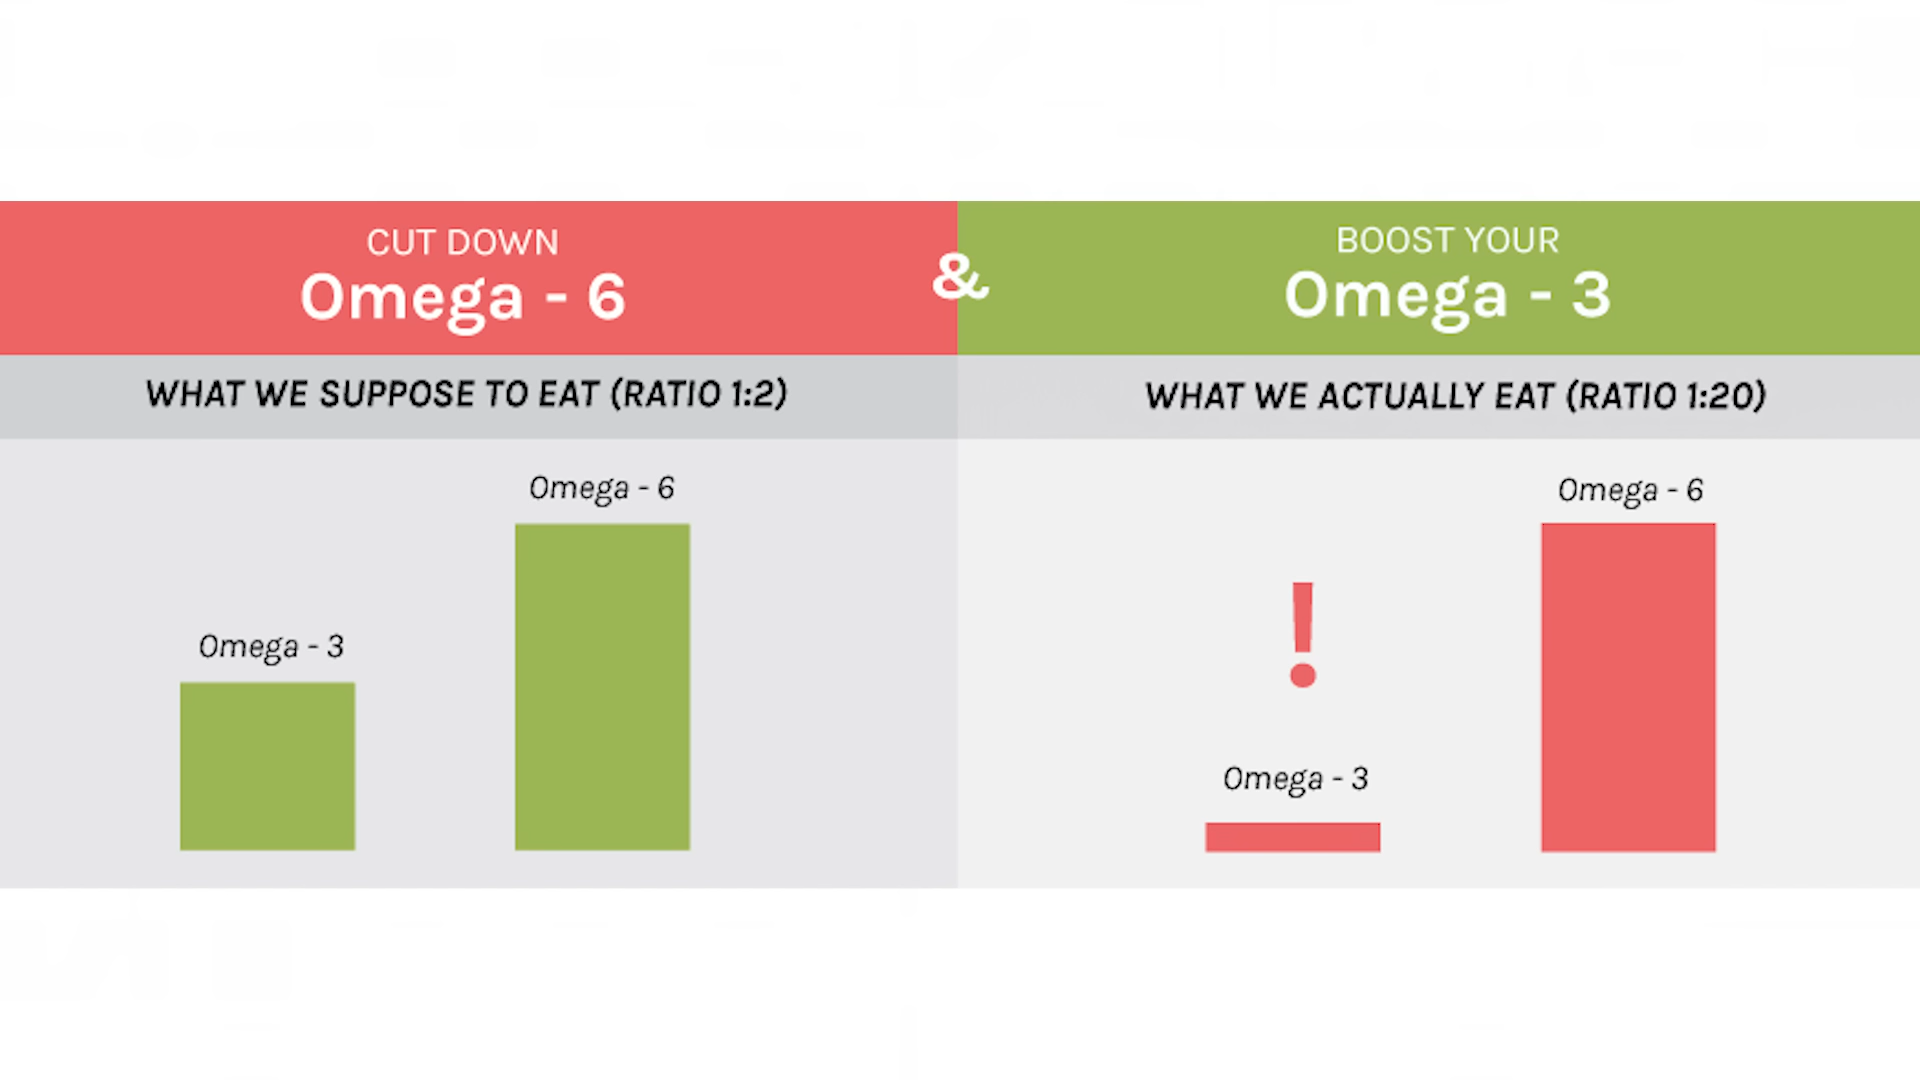 CUT DOWN
Omega - 6
&
BOOST YOUR
Omega - 3
WHAT WE SUPPOSE TO EAT (RATIO 1:2)
Omega - 3
Omega - 6
WHAT WE ACTUALLY EAT (RATIO 1:20)
!
Omega - 3
Omega - 6